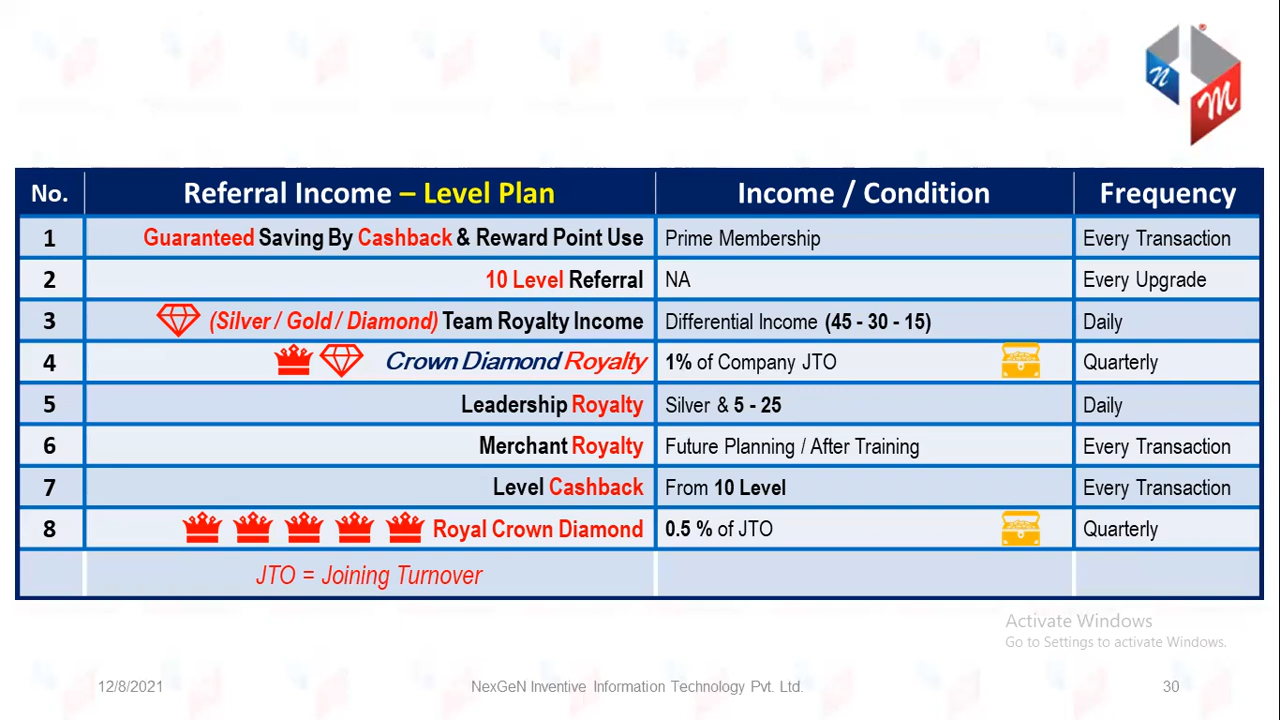 n
M
No. Referral Income – Level Plan Income / Condition Frequency
1 Guaranteed Saving By Cashback & Reward Point Use Prime Membership Every Transaction
2 10 Level Referral NA Every Upgrade
3 (Silver / Gold / Diamond) Team Royalty Income Differential Income (45 - 30 - 15) Daily
4 Crown Diamond Royalty 1% of Company JTO Quarterly
5 Leadership Royalty Silver & 5 - 25 Daily
6 Merchant Royalty Future Planning / After Training Every Transaction
7 Level Cashback From 10 Level Every Transaction
8 Royal Crown Diamond 0.5 % of JTO Quarterly
JTO = Joining Turnover
Activate Windows
Go to Settings to activate Windows.
12/8/2021 NexGeN Inventive Information Technology Pvt. Ltd. 30